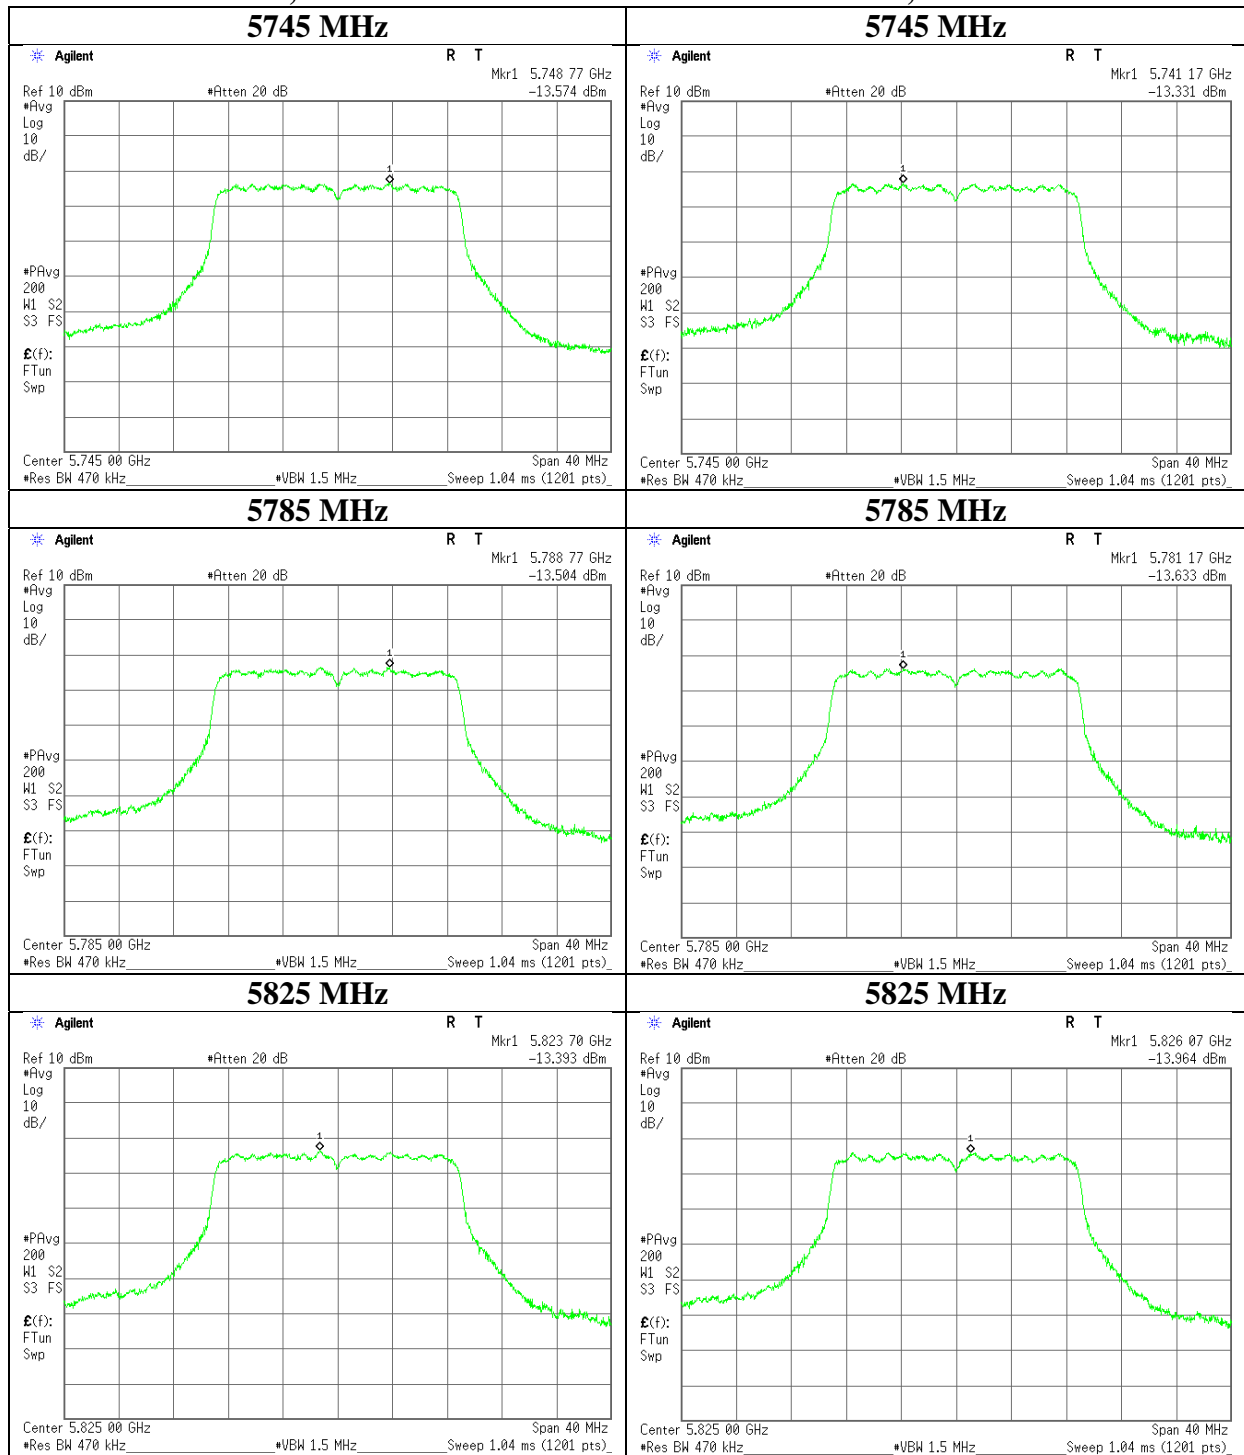 5745 MHz
5745 MHz
Agilent R T
Mkr1 5.748 77 GHz
Ref 10 dBm #Atten 20 dB -13.574 dBm
#Avg
Log
10
dB/
1
#PAvg
200
W1 S2
S3 FS
£(f):
FTun
Swp
Center 5.745 00 GHz Span 40 MHz
#Res BW 470 kHz #VBW 1.5 MHz Sweep 1.04 ms (1201 pts)
Agilent R T
Mkr1 5.741 17 GHz
Ref 10 dBm #Atten 20 dB -13.331 dBm
#Avg
Log
10
dB/
1
#PAvg
200
W1 S2
S3 FS
£(f):
FTun
Swp
Center 5.745 00 GHz Span 40 MHz
#Res BW 470 kHz #VBW 1.5 MHz Sweep 1.04 ms (1201 pts)
5785 MHz
5785 MHz
Agilent R T
Mkr1 5.788 77 GHz
Ref 10 dBm #Atten 20 dB -13.504 dBm
#Avg
Log
10
dB/
1
#PAvg
200
W1 S2
S3 FS
£(f):
FTun
Swp
Center 5.785 00 GHz Span 40 MHz
#Res BW 470 kHz #VBW 1.5 MHz Sweep 1.04 ms (1201 pts)
Agilent R T
Mkr1 5.781 17 GHz
Ref 10 dBm #Atten 20 dB -13.633 dBm
#Avg
Log
10
dB/
1
#PAvg
200
W1 S2
S3 FS
£(f):
FTun
Swp
Center 5.785 00 GHz Span 40 MHz
#Res BW 470 kHz #VBW 1.5 MHz Sweep 1.04 ms (1201 pts)
5825 MHz
5825 MHz
Agilent R T
Mkr1 5.823 70 GHz
Ref 10 dBm #Atten 20 dB -13.393 dBm
#Avg
Log
10
dB/
1
#PAvg
200
W1 S2
S3 FS
£(f):
FTun
Swp
Center 5.825 00 GHz Span 40 MHz
#Res BW 470 kHz #VBW 1.5 MHz Sweep 1.04 ms (1201 pts)
Agilent R T
Mkr1 5.826 07 GHz
Ref 10 dBm #Atten 20 dB -13.964 dBm
#Avg
Log
10
dB/
1
#PAvg
200
W1 S2
S3 FS
£(f):
FTun
Swp
Center 5.825 00 GHz Span 40 MHz
#Res BW 470 kHz #VBW 1.5 MHz Sweep 1.04 ms (1201 pts)